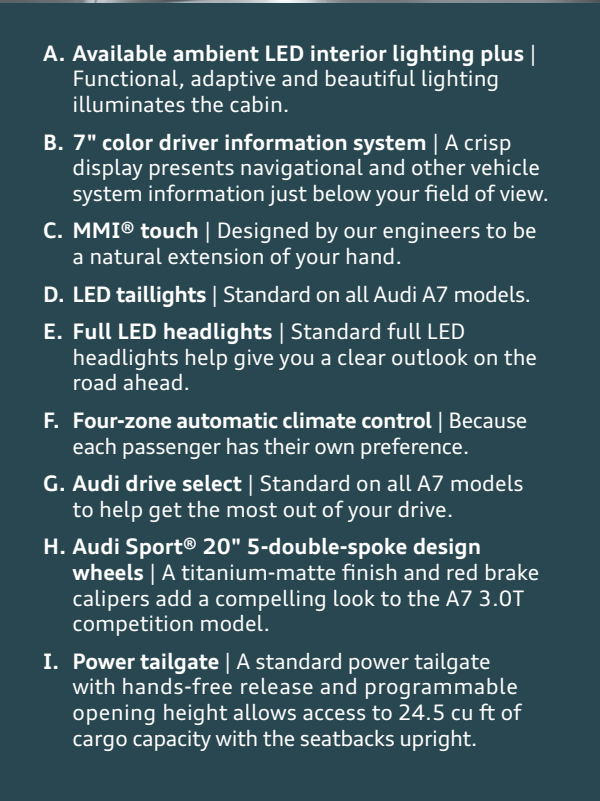 A. Available ambient LED interior lighting plus |
Functional, adaptive and beautiful lighting
illuminates the cabin.
B. 7" color driver information system | A crisp
display presents navigational and other vehicle
system information just below your field of view.
C. MMI® touch | Designed by our engineers to be
a natural extension of your hand.
D. LED taillights | Standard on all Audi A7 models.
E. Full LED headlights | Standard full LED
headlights help give you a clear outlook on the
road ahead.
F. Four-zone automatic climate control | Because
each passenger has their own preference.
G. Audi drive select | Standard on all A7 models
to help get the most out of your drive.
H. Audi Sport® 20" 5-double-spoke design
wheels | A titanium-matte finish and red brake
calipers add a compelling look to the A7 3.0T
competition model.
I. Power tailgate | A standard power tailgate
with hands-free release and programmable
opening height allows access to 24.5 cu ft of
cargo capacity with the seatbacks upright.